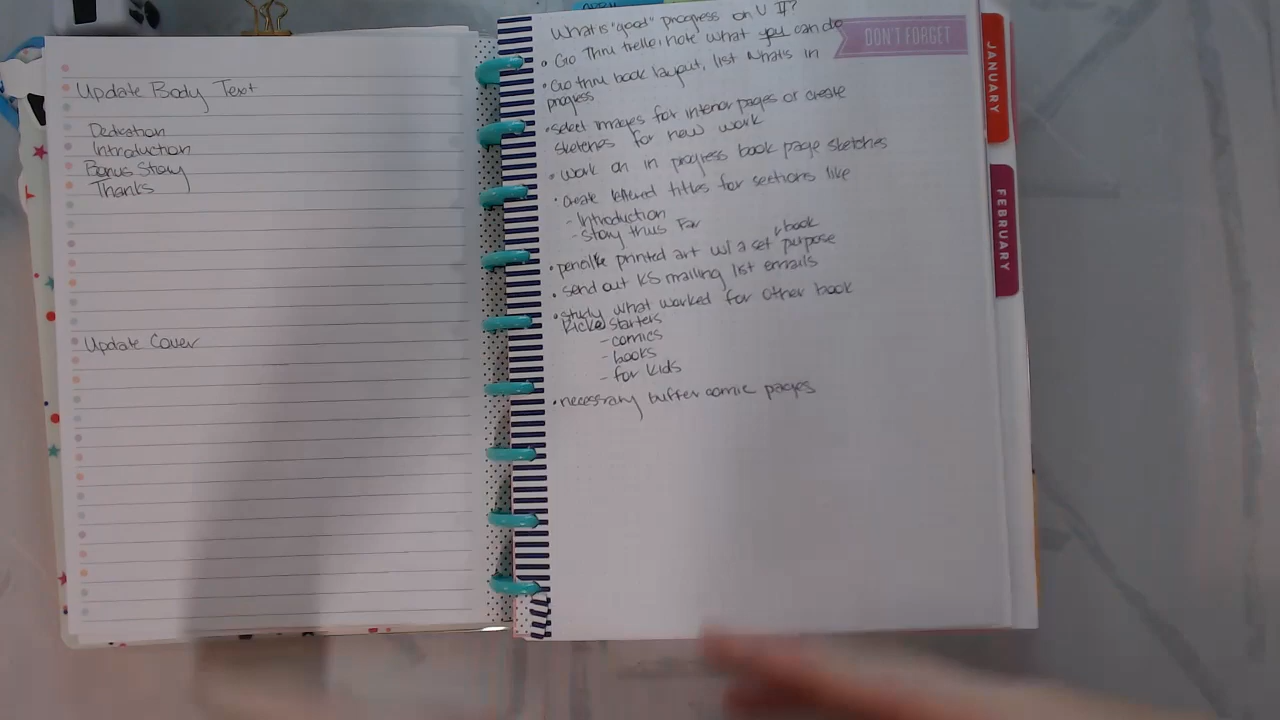 Update Body Text
Dedication
Introduction
Bonus Story
Thanks
Update Cover
What is "good" progress on V II?
• Go Thru trello; note what you can do
• Go thru book layout, list whats in
progress
• select images for interior pages or create
sketches for new work
• work on in progress book page sketches
• create lettered titles for sections like
- Introduction
- Story thus Far
book
• printed art w/ a set purpose
• send out KS mailing list emails
• study what worked for other book
Kickstarters
- comics
- books
- for kids
• necessary buffer comic pages
DON'T FORGET
JANUARY
FEBRUARY